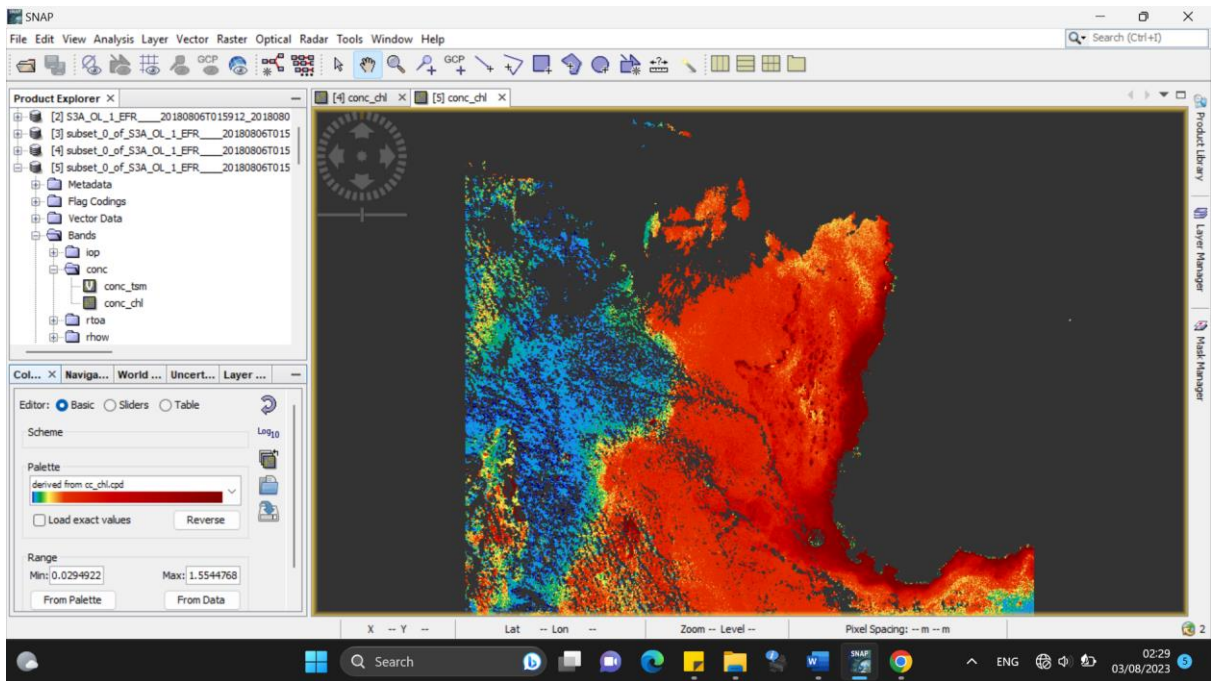 SNAP
File Edit View Analysis Layer Vector Raster Optical Radar Tools Window Help
Search (Ctrl+I)
GCP
GCP
Product Explorer
[2] S3A_OL_1_EFR____20180806T015912_2018080
[3] subset_0_of_S3A_OL_1_EFR____20180806T015
[4] subset_0_of_S3A_OL_1_EFR____20180806T015
[5] subset_0_of_S3A_OL_1_EFR____20180806T015
Metadata
Flag Codings
Vector Data
Bands
iop
conc
conc_tsm
conc_chl
rtoa
rhow
[4] conc_chl
[5] conc_chl
Product Library
Layer Manager
Mask Manager
Col... Naviga... World ... Uncert... Layer ...
Editor: Basic Sliders Table
Scheme
Log10
Palette
derived from cc_chl.cpd
Load exact values Reverse
Range
Min: 0.0294922 Max: 1.5544768
From Palette From Data
X -- Y -- Lat -- Lon -- Zoom -- Level -- Pixel Spacing: -- m -- m
2
Search
SNAP
ENG
02:29
03/08/2023
5